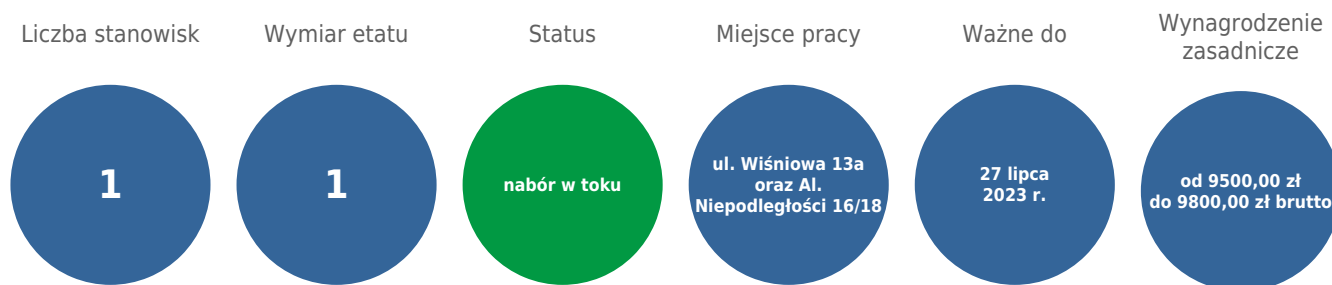 Liczba stanowisk
1
Wymiar etatu
1
Status
nabór w toku
Miejsce pracy
ul. Wiśniowa 13a
oraz Al.
Niepodległości 16/18
Ważne do
27 lipca
2023 r.
Wynagrodzenie
zasadnicze
od 9500,00 zł
do 9800,00 zł brutto